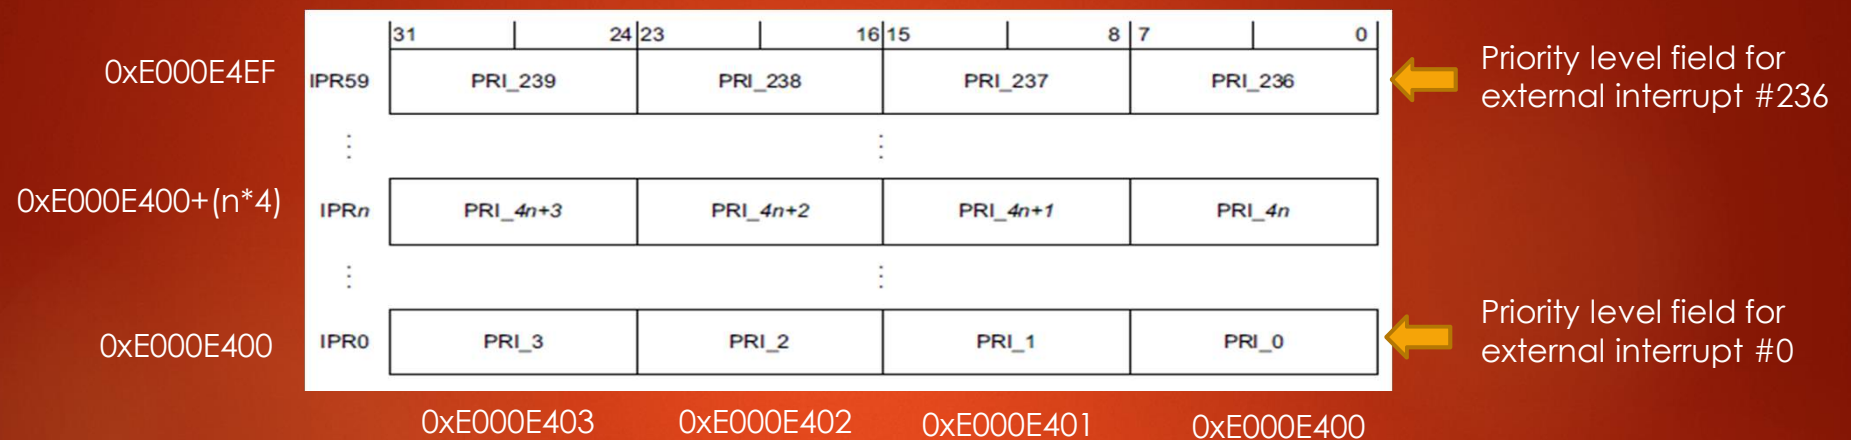 31 24 23 16 15 8 7 0
0xE000E4EF IPR59 PRI_239 PRI_238 PRI_237 PRI_236 Priority level field for
external interrupt #236
0xE000E400+(n*4) IPRn PRI_4n+3 PRI_4n+2 PRI_4n+1 PRI_4n
0xE000E400 IPR0 PRI_3 PRI_2 PRI_1 PRI_0 Priority level field for
external interrupt #0
0xE000E403 0xE000E402 0xE000E401 0xE000E400